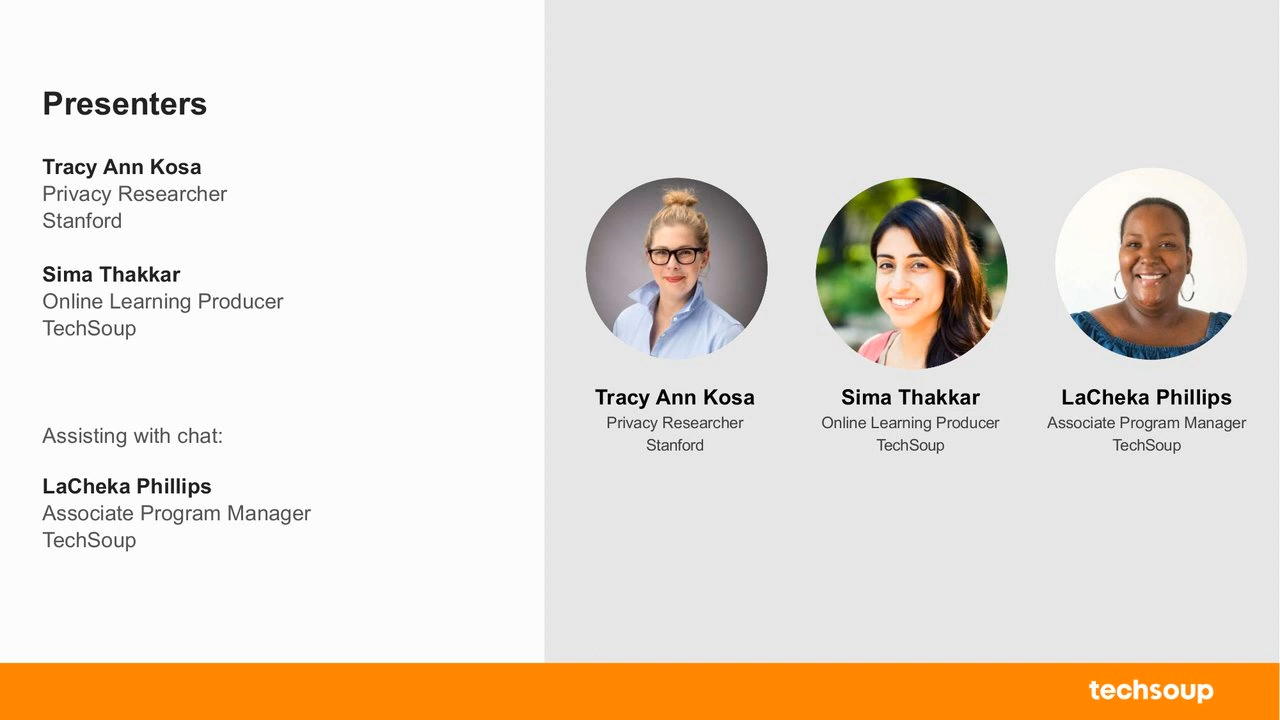 Presenters
Tracy Ann Kosa
Privacy Researcher
Stanford
Sima Thakkar
Online Learning Producer
TechSoup
Assisting with chat:
LaCheka Phillips
Associate Program Manager
TechSoup
Tracy Ann Kosa
Privacy Researcher
Stanford
Sima Thakkar
Online Learning Producer
TechSoup
LaCheka Phillips
Associate Program Manager
TechSoup
techsoup